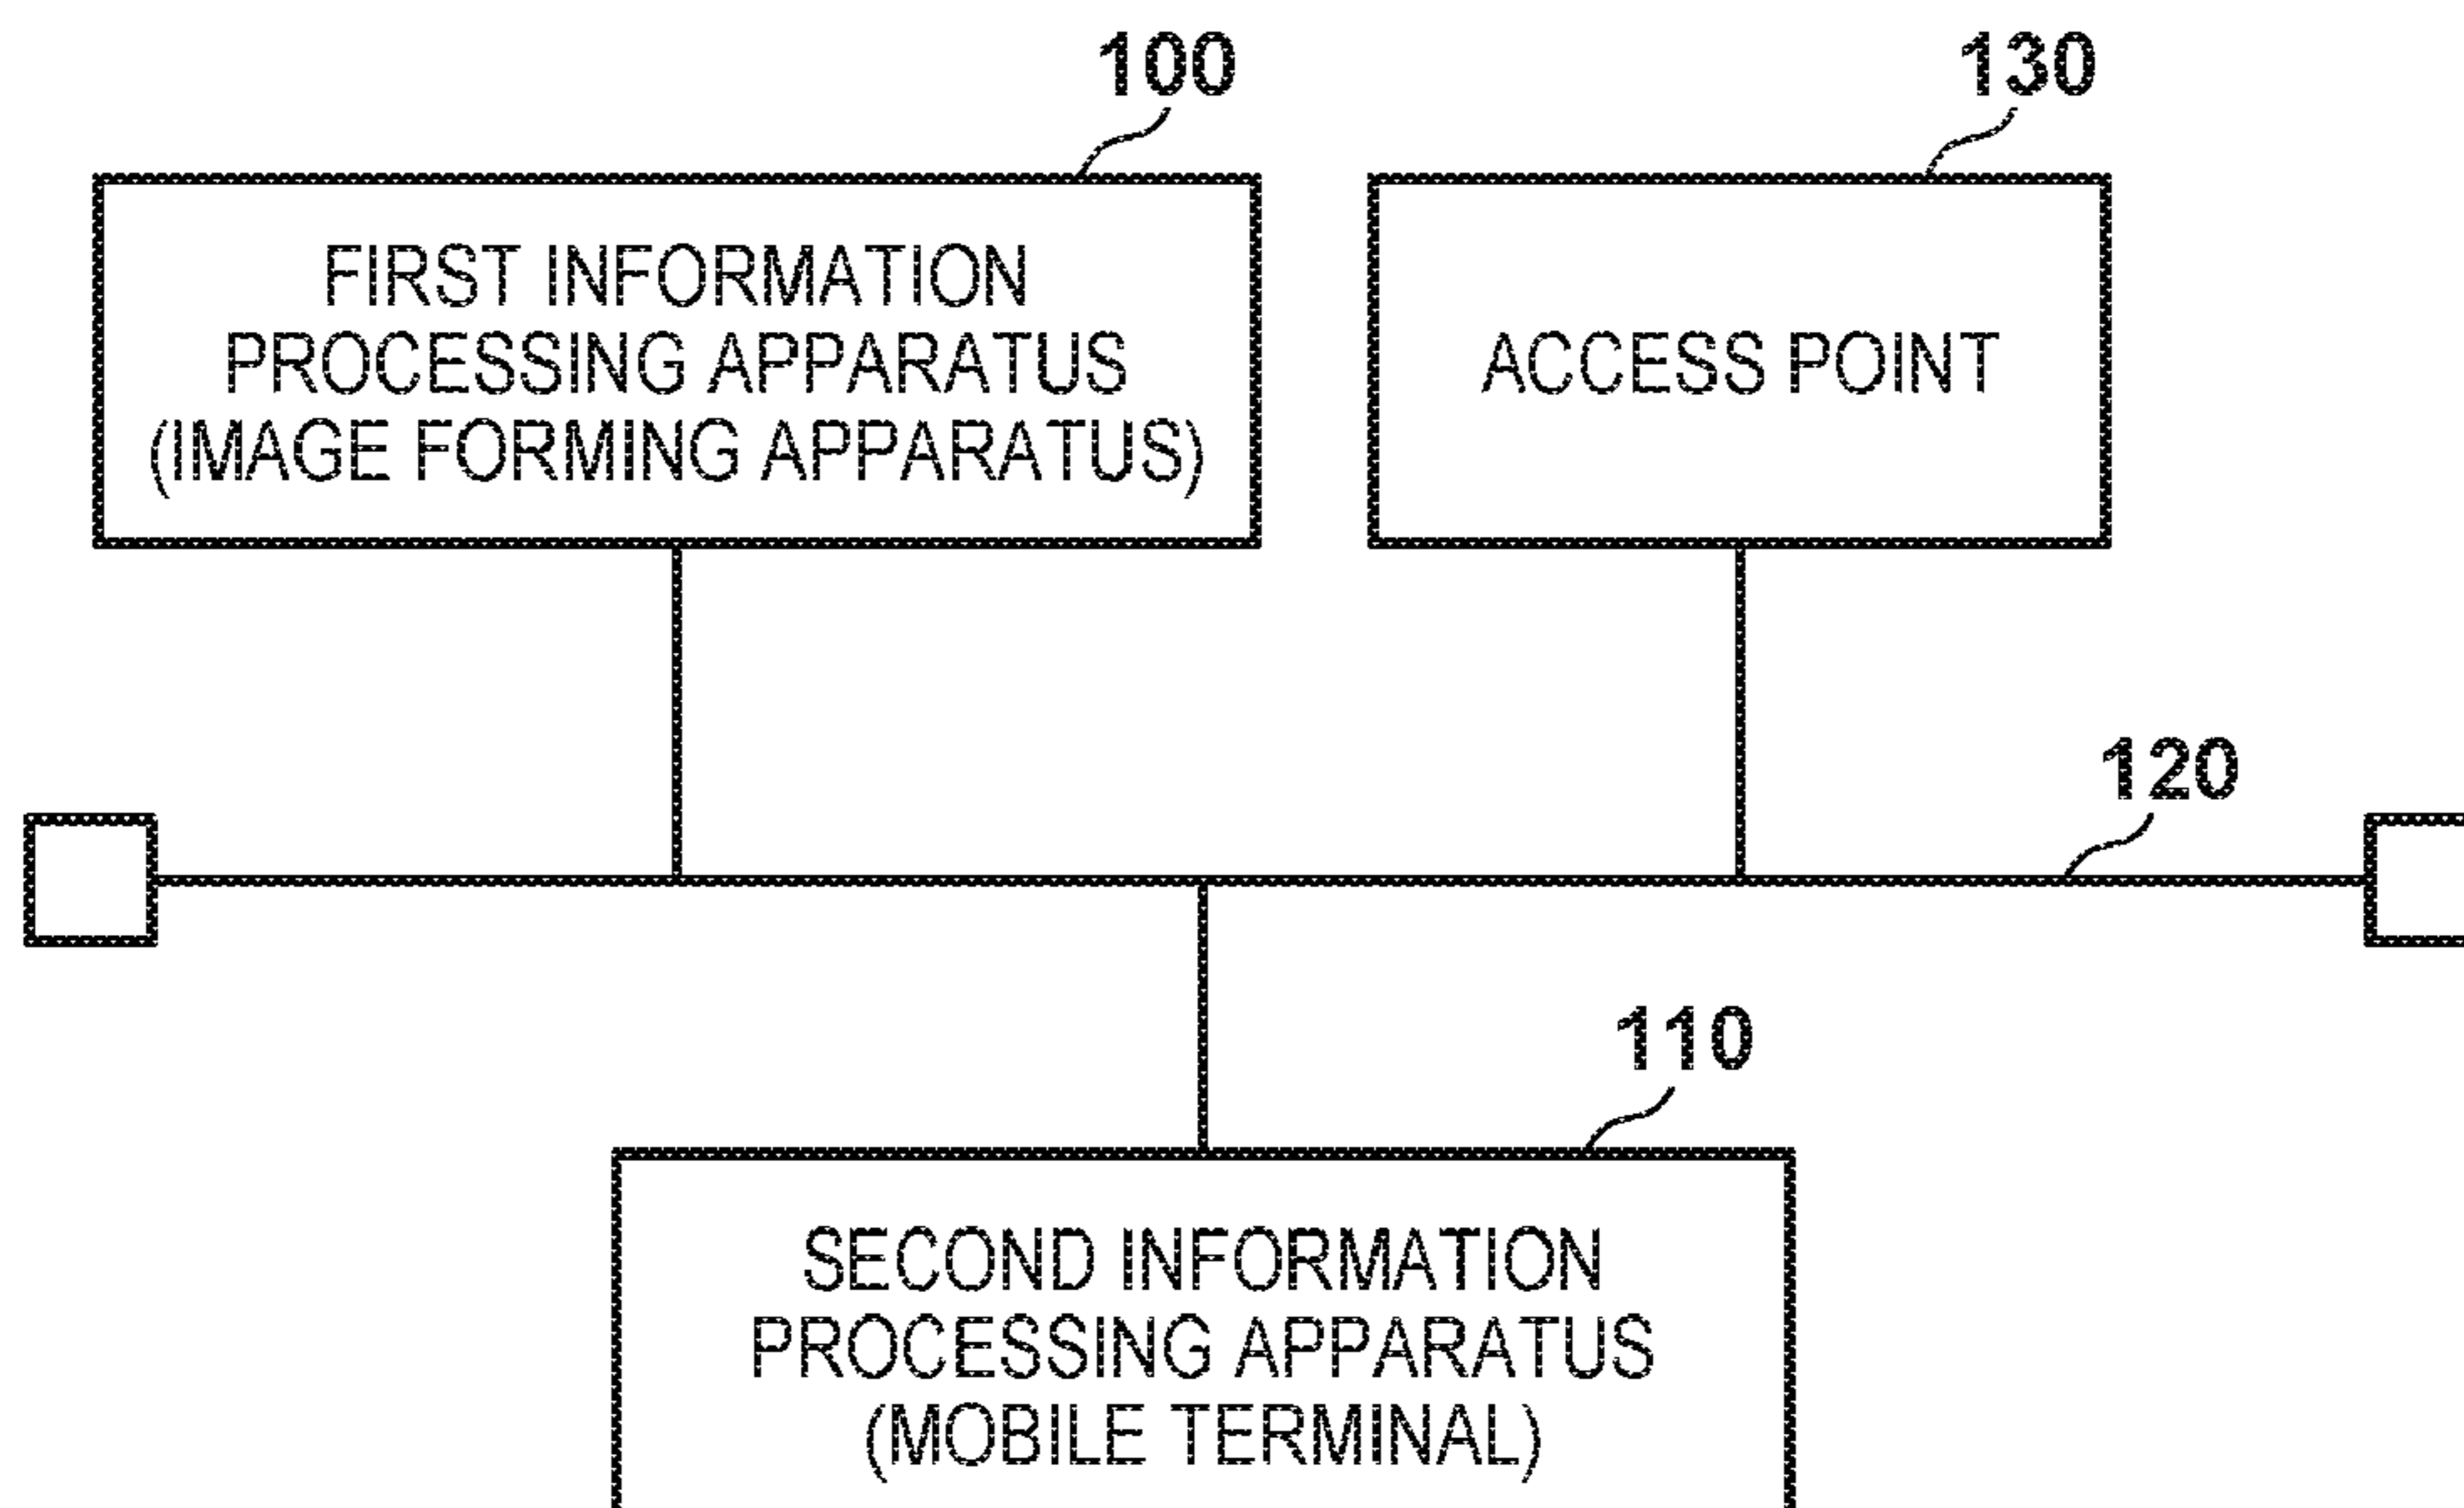 100
130
FIRST INFORMATION
PROCESSING APPARATUS
(IMAGE FORMING APPARATUS)
ACCESS POINT
120
110
SECOND INFORMATION
PROCESSING APPARATUS
(MOBILE TERMINAL)